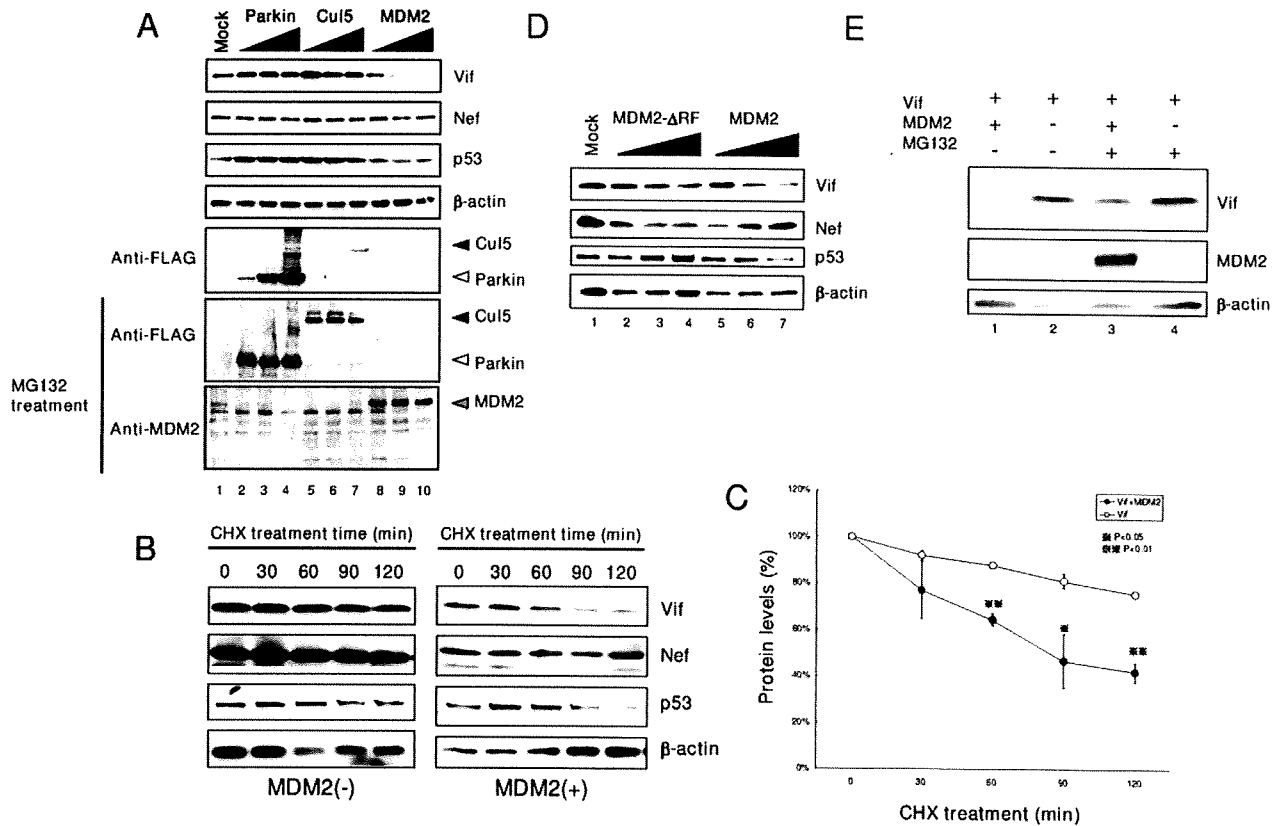 A
Mock
Parkin Cul5 MDM2
Vif
Nef
p53
β-actin
Anti-FLAG
Cul5
Parkin
MG132
treatment
Anti-FLAG
Cul5
Parkin
Anti-MDM2
MDM2
1 2 3 4 5 6 7 8 9 10
B
CHX treatment time (min) CHX treatment time (min)
0 30 60 90 120 0 30 60 90 120
Vif
Nef
p53
β-actin
MDM2(-) MDM2(+)
D
Mock
MDM2-ΔRF MDM2
Vif
Nef
p53
β-actin
1 2 3 4 5 6 7
E
Vif + + + +
MDM2 + - + -
MG132 - - + +
Vif
MDM2
β-actin
1 2 3 4
C
120%
100%
80%
60%
40%
20%
0%
Protein levels (%)
Vif+MDM2
Vif
※ P<0.05
※※ P<0.01
※※
※
※※
0 30 60 90 120
CHX treatment (min)